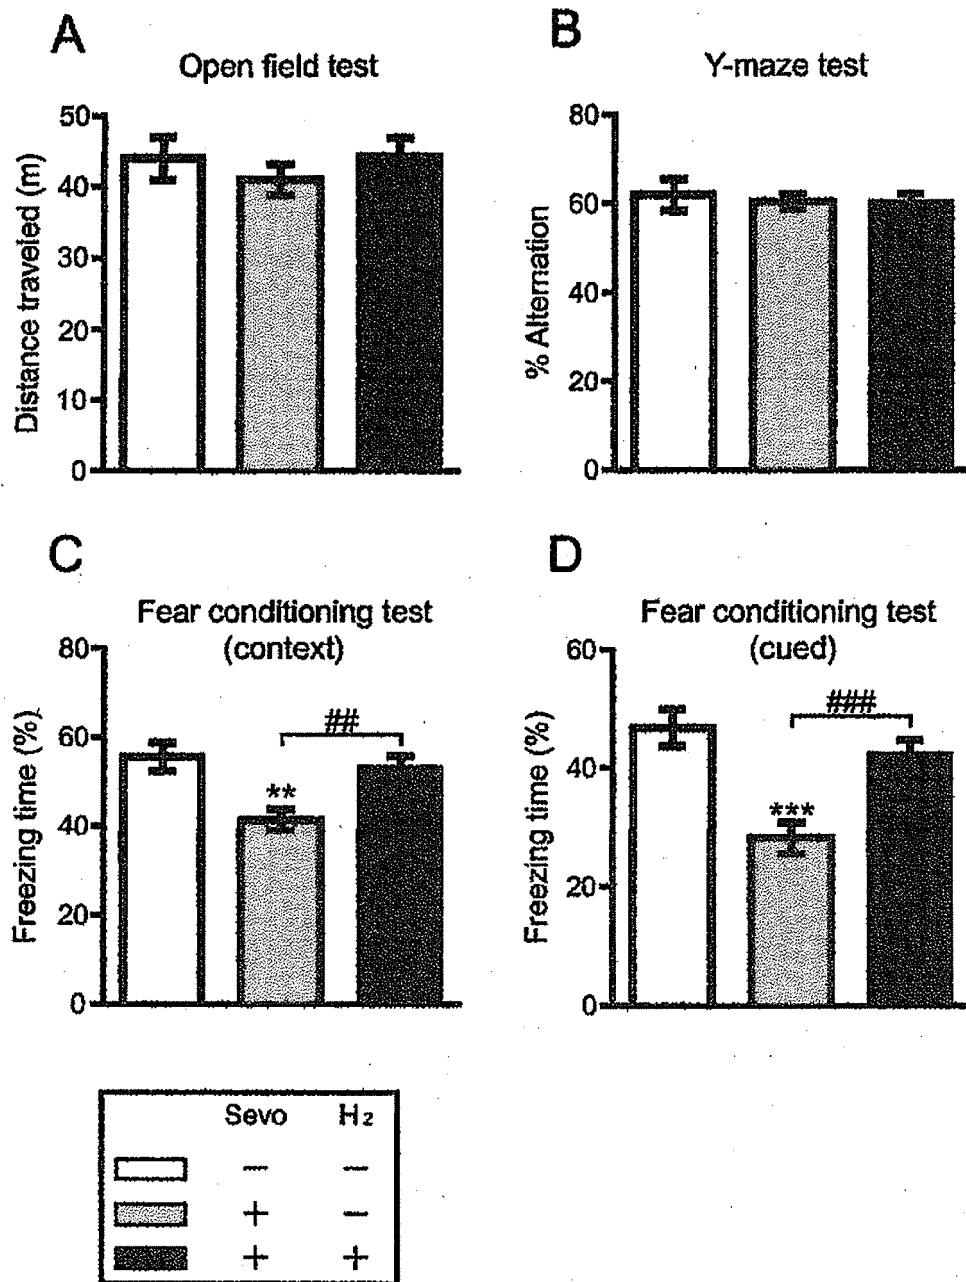 A
Open field test
Distance traveled (m)
50
40
30
20
10
0
B
Y-maze test
% Alternation
80
60
40
20
0
C
Fear conditioning test
(context)
Freezing time (%)
80
60
40
20
0
##
**
D
Fear conditioning test
(cued)
Freezing time (%)
60
40
20
0
###
***
Sevo H₂
− −
+ −
+ +